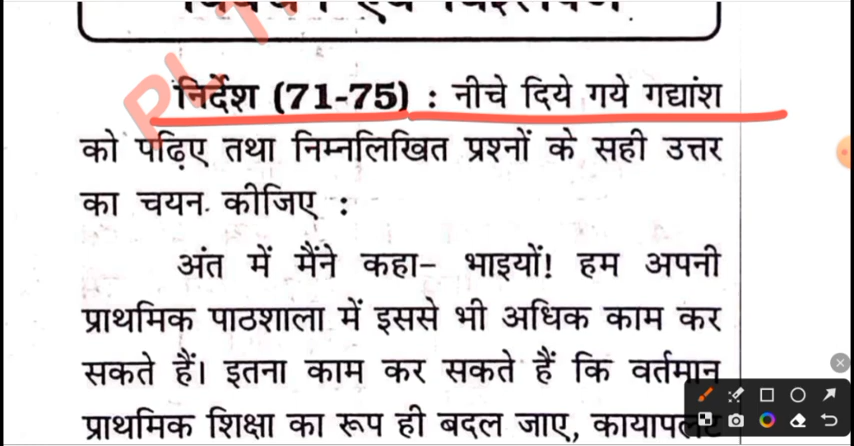 निर्देश (71-75) : नीचे दिये गये गद्यांश
को पढ़िए तथा निम्नलिखित प्रश्नों के सही उत्तर
का चयन कीजिए :
अंत में मैंने कहा– भाइयों! हम अपनी
प्राथमिक पाठशाला में इससे भी अधिक काम कर
सकते हैं। इतना काम कर सकते हैं कि वर्तमान
प्राथमिक शिक्षा का रूप ही बदल जाए, कायापलट